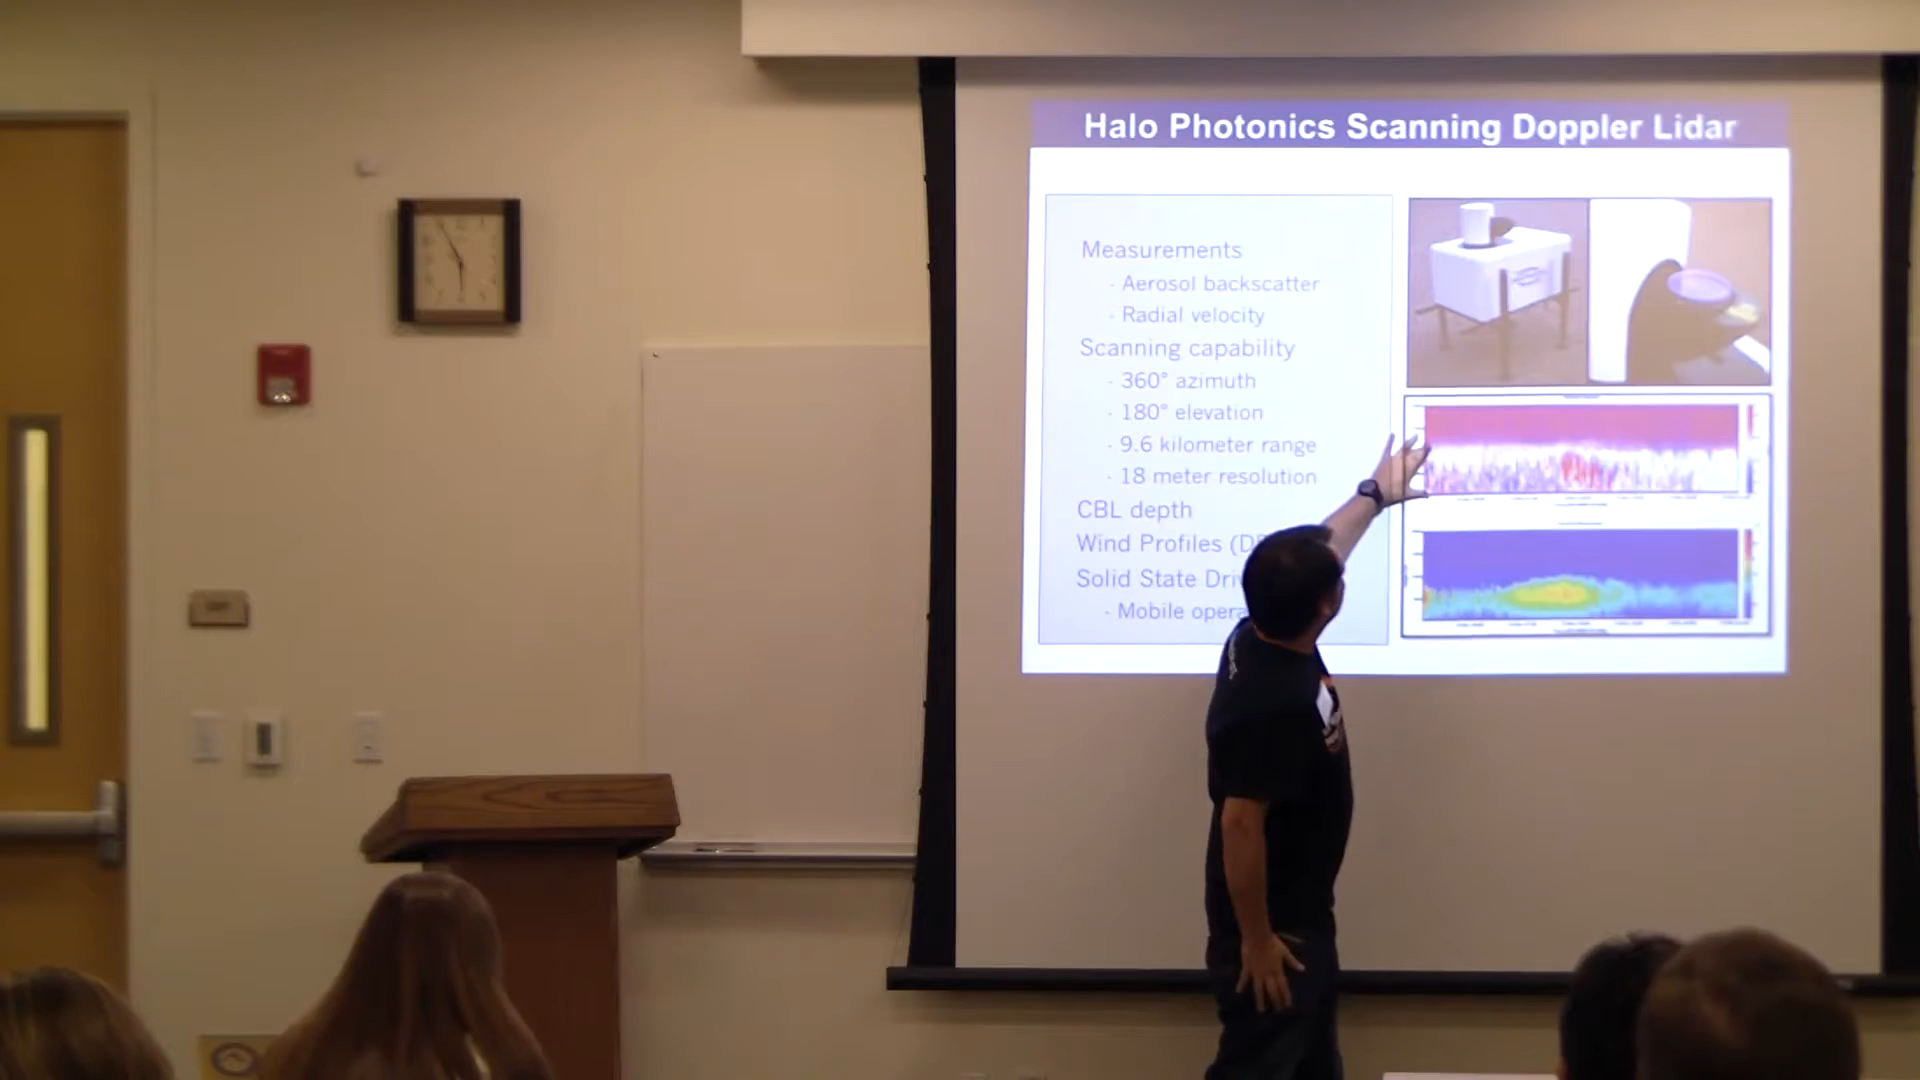 Halo Photonics Scanning Doppler Lidar
Measurements
- Aerosol backscatter
- Radial velocity
Scanning capability
- 360° azimuth
- 180° elevation
- 9.6 kilometer range
- 18 meter resolution
CBL depth
Wind Profiles
Solid State
- Mobile